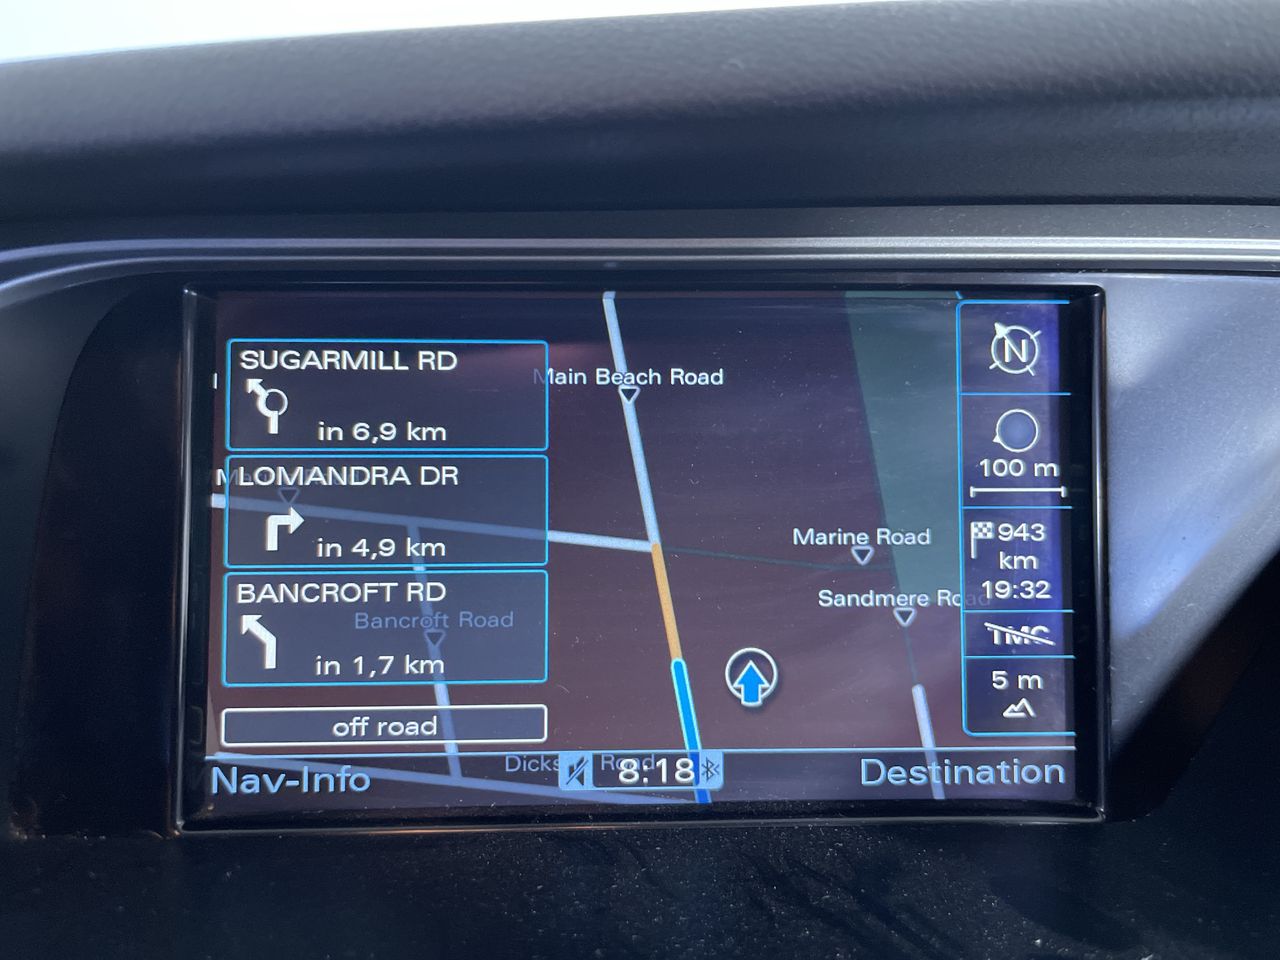 SUGARMILL RD
in 6,9 km
LOMANDRA DR
in 4,9 km
BANCROFT RD
in 1,7 km
off road
Main Beach Road
Bancroft Road
Marine Road
Sandmere Road
N
100 m
943
km
19:32
TMC
5 m
Nav-Info
8:18
Destination